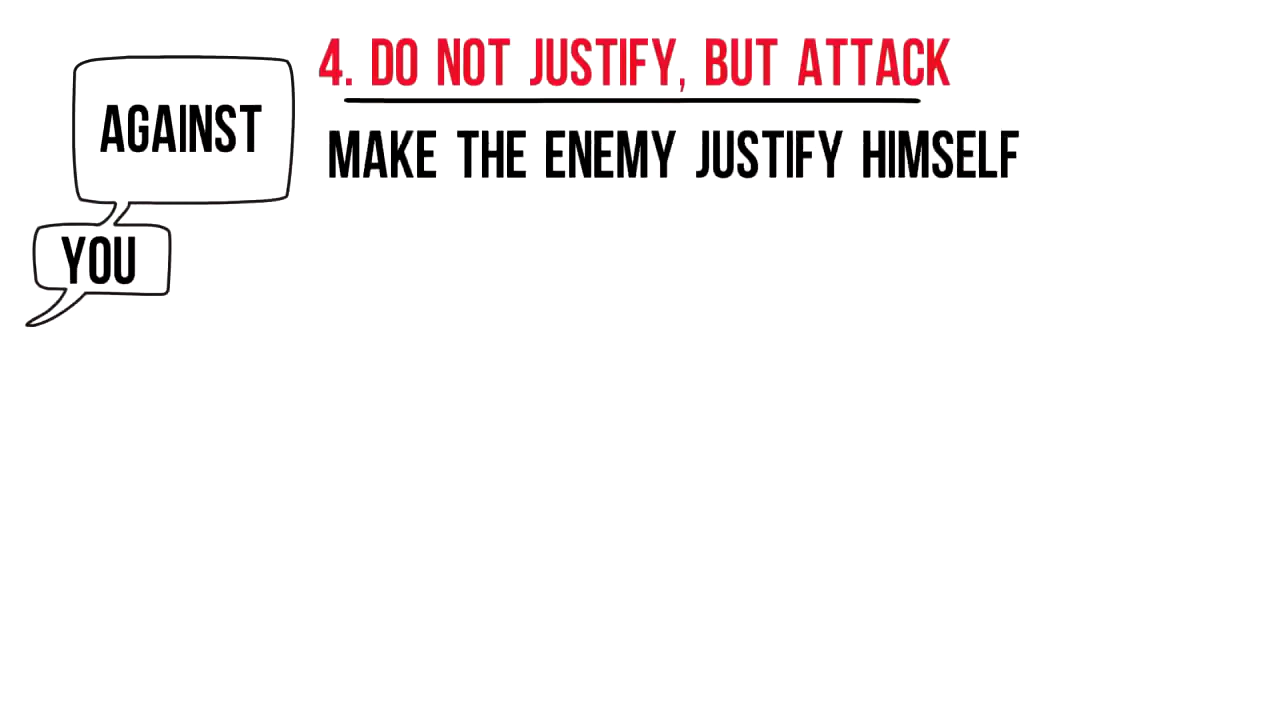 4. DO NOT JUSTIFY, BUT ATTACK
AGAINST
MAKE THE ENEMY JUSTIFY HIMSELF
YOU